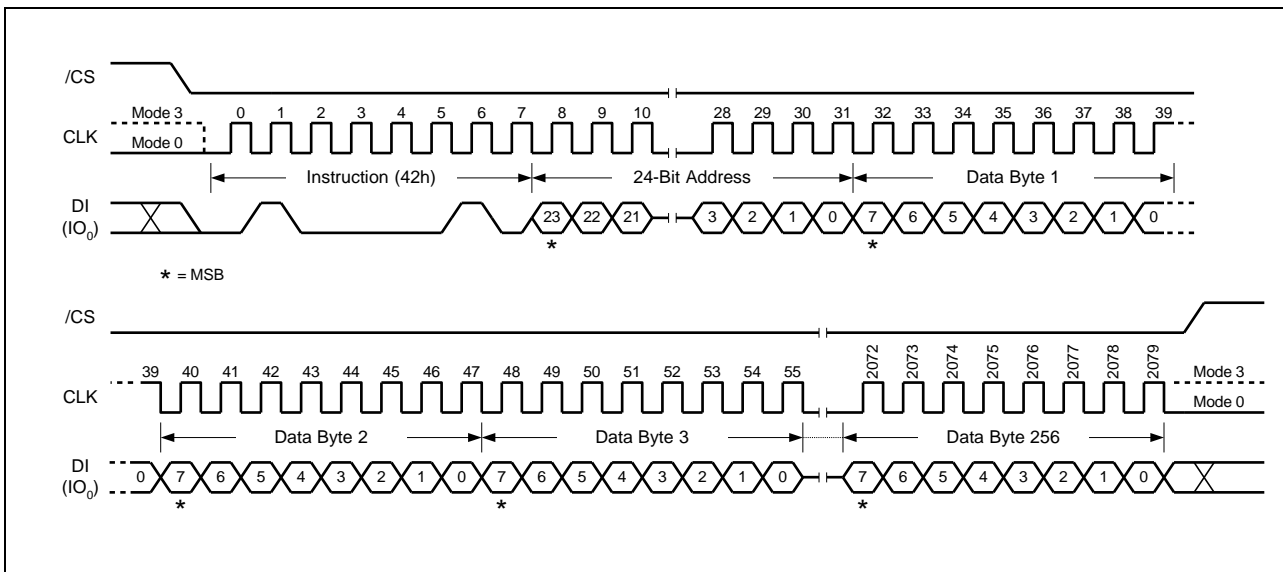 /CS
Mode 3 0 1 2 3 4 5 6 7 8 9 10 28 29 30 31 32 33 34 35 36 37 38 39
CLK Mode 0
Instruction (42h) 24-Bit Address Data Byte 1
DI
(IO0) 23 22 21 3 2 1 0 7 6 5 4 3 2 1 0
* *
* = MSB
/CS
39 40 41 42 43 44 45 46 47 48 49 50 51 52 53 54 55 2072 2073 2074 2075 2076 2077 2078 2079 Mode 3
CLK Mode 0
Data Byte 2 Data Byte 3 Data Byte 256
DI
(IO0) 0 7 6 5 4 3 2 1 0 7 6 5 4 3 2 1 0 7 6 5 4 3 2 1 0
* * *